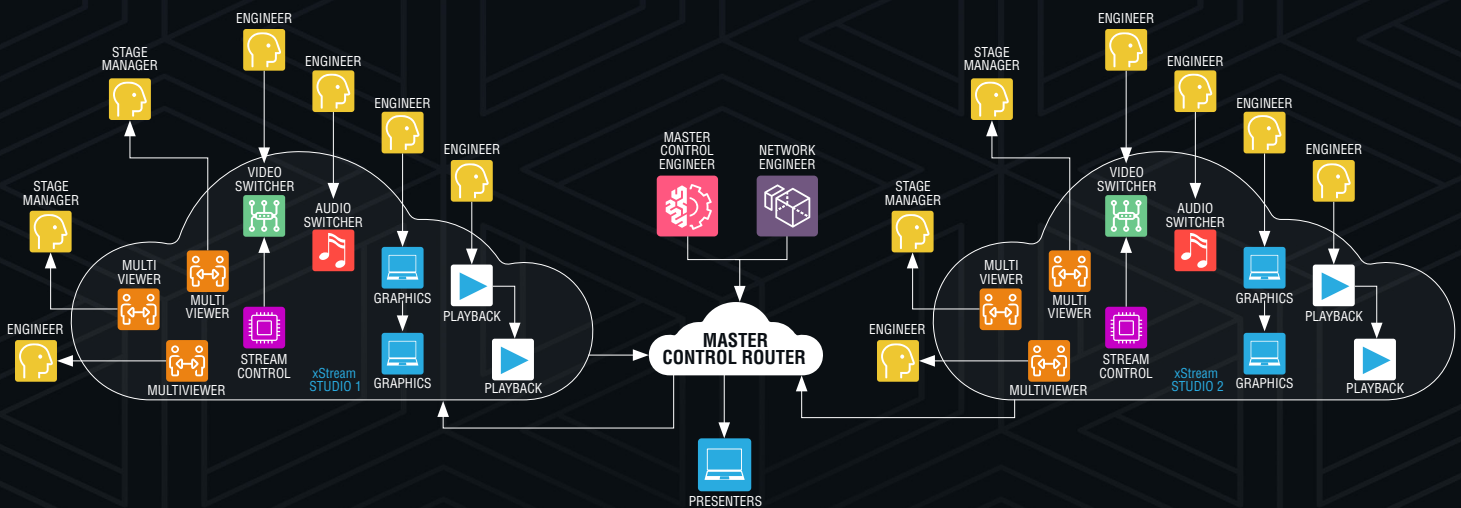 ENGINEER
STAGE
MANAGER
ENGINEER
ENGINEER
ENGINEER
STAGE
MANAGER
VIDEO
SWITCHER
AUDIO
SWITCHER
MULTI
VIEWER
MULTI
VIEWER
GRAPHICS
PLAYBACK
ENGINEER
STREAM
CONTROL
MULTIVIEWER
xStream
STUDIO 1
GRAPHICS
PLAYBACK
MASTER
CONTROL
ENGINEER
NETWORK
ENGINEER
MASTER
CONTROL ROUTER
PRESENTERS
ENGINEER
STAGE
MANAGER
ENGINEER
ENGINEER
ENGINEER
STAGE
MANAGER
VIDEO
SWITCHER
AUDIO
SWITCHER
MULTI
VIEWER
MULTI
VIEWER
GRAPHICS
PLAYBACK
ENGINEER
STREAM
CONTROL
MULTIVIEWER
xStream
STUDIO 2
GRAPHICS
PLAYBACK